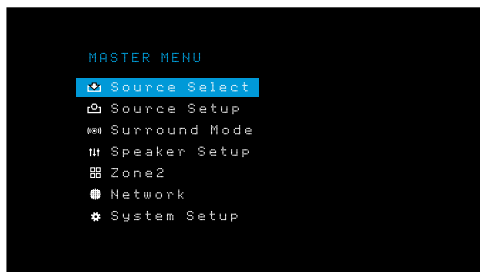 MASTER MENU
Source Select
Source Setup
Surround Mode
Speaker Setup
Zone2
Network
System Setup